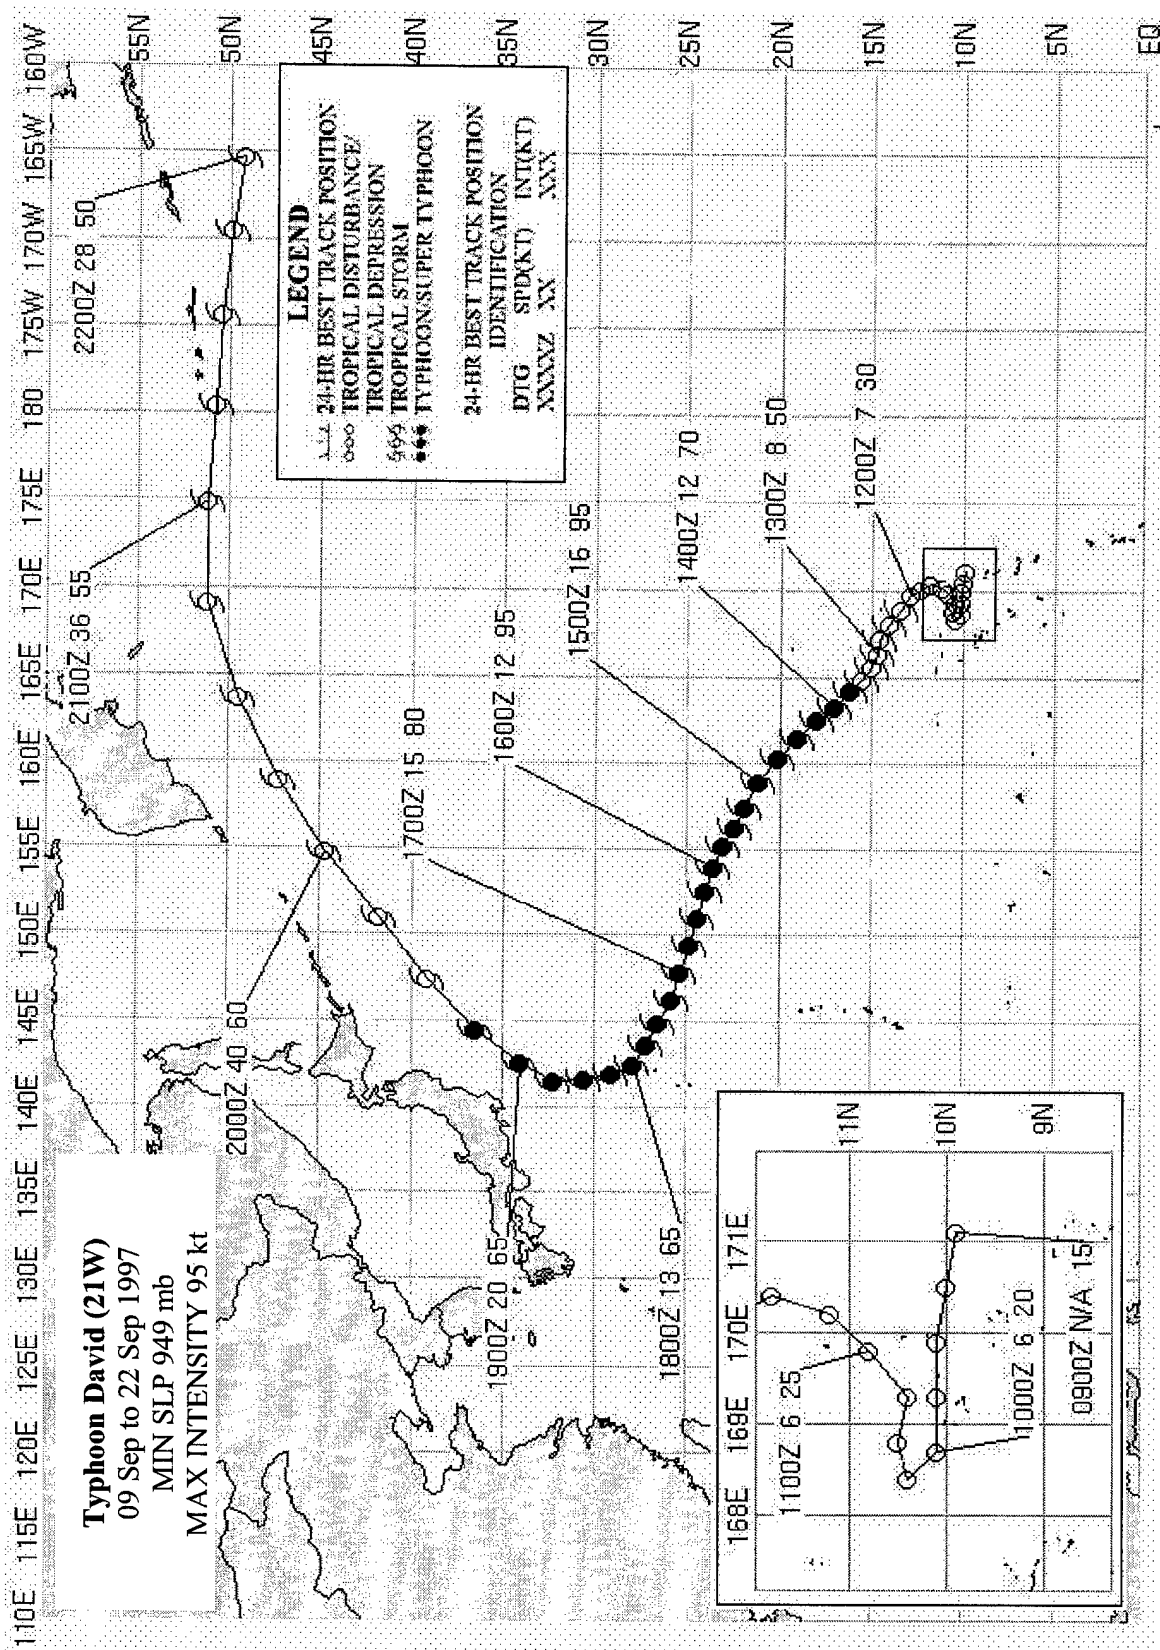 110E 115E 120E 125E 130E 135E 140E 145E 150E 155E 160E 165E 170E 175E 180 175W 170W 165W 160W
Typhoon David (21W)
09 Sep to 22 Sep 1997
MIN SLP 949 mb
MAX INTENSITY 95 kt
55N
50N
45N
40N
35N
30N
25N
20N
15N
10N
5N
EQ
LEGEND
24-HR BEST TRACK POSITION
TROPICAL DISTURBANCE/
TROPICAL DEPRESSION
TROPICAL STORM
TYPHOON/SUPER TYPHOON
24-HR BEST TRACK POSITION
IDENTIFICATION
DTG SPD(KT) INT(KT)
XXXXZ XX XXX
2200Z 28 50
2100Z 36 55
2000Z 40 60
1900Z 20 65
1800Z 13 65
1700Z 15 80
1600Z 12 95
1500Z 16 95
1400Z 12 70
1300Z 8 50
1200Z 7 30
168E 169E 170E 171E
1100Z 6 25
11N
10N
1000Z 6 20
9N
0900Z N/A 15